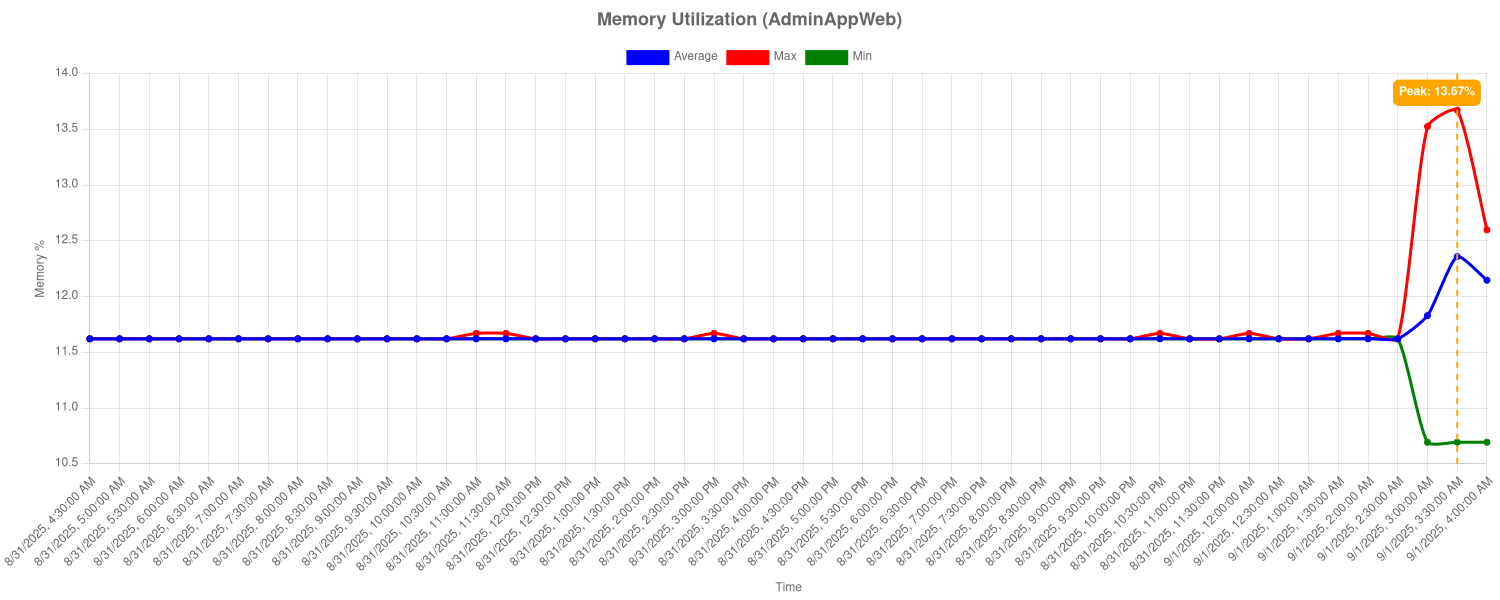 Memory Utilization (AdminAppWeb)
Average Max Min
Peak: 13.67%
14.0
13.5
13.0
12.5
12.0
11.5
11.0
10.5
Memory %
8/31/2025, 4:30:00 AM
8/31/2025, 5:00:00 AM
8/31/2025, 5:30:00 AM
8/31/2025, 6:00:00 AM
8/31/2025, 6:30:00 AM
8/31/2025, 7:00:00 AM
8/31/2025, 7:30:00 AM
8/31/2025, 8:00:00 AM
8/31/2025, 8:30:00 AM
8/31/2025, 9:00:00 AM
8/31/2025, 9:30:00 AM
8/31/2025, 10:00:00 AM
8/31/2025, 10:30:00 AM
8/31/2025, 11:00:00 AM
8/31/2025, 11:30:00 AM
8/31/2025, 12:00:00 PM
8/31/2025, 12:30:00 PM
8/31/2025, 1:00:00 PM
8/31/2025, 1:30:00 PM
8/31/2025, 2:00:00 PM
8/31/2025, 2:30:00 PM
8/31/2025, 3:00:00 PM
8/31/2025, 3:30:00 PM
8/31/2025, 4:00:00 PM
8/31/2025, 4:30:00 PM
8/31/2025, 5:00:00 PM
8/31/2025, 5:30:00 PM
8/31/2025, 6:00:00 PM
8/31/2025, 6:30:00 PM
8/31/2025, 7:00:00 PM
8/31/2025, 7:30:00 PM
8/31/2025, 8:00:00 PM
8/31/2025, 8:30:00 PM
8/31/2025, 9:00:00 PM
8/31/2025, 9:30:00 PM
8/31/2025, 10:00:00 PM
8/31/2025, 10:30:00 PM
8/31/2025, 11:00:00 PM
8/31/2025, 11:30:00 PM
9/1/2025, 12:00:00 AM
9/1/2025, 12:30:00 AM
9/1/2025, 1:00:00 AM
9/1/2025, 1:30:00 AM
9/1/2025, 2:00:00 AM
9/1/2025, 2:30:00 AM
9/1/2025, 3:00:00 AM
9/1/2025, 3:30:00 AM
9/1/2025, 4:00:00 AM
Time